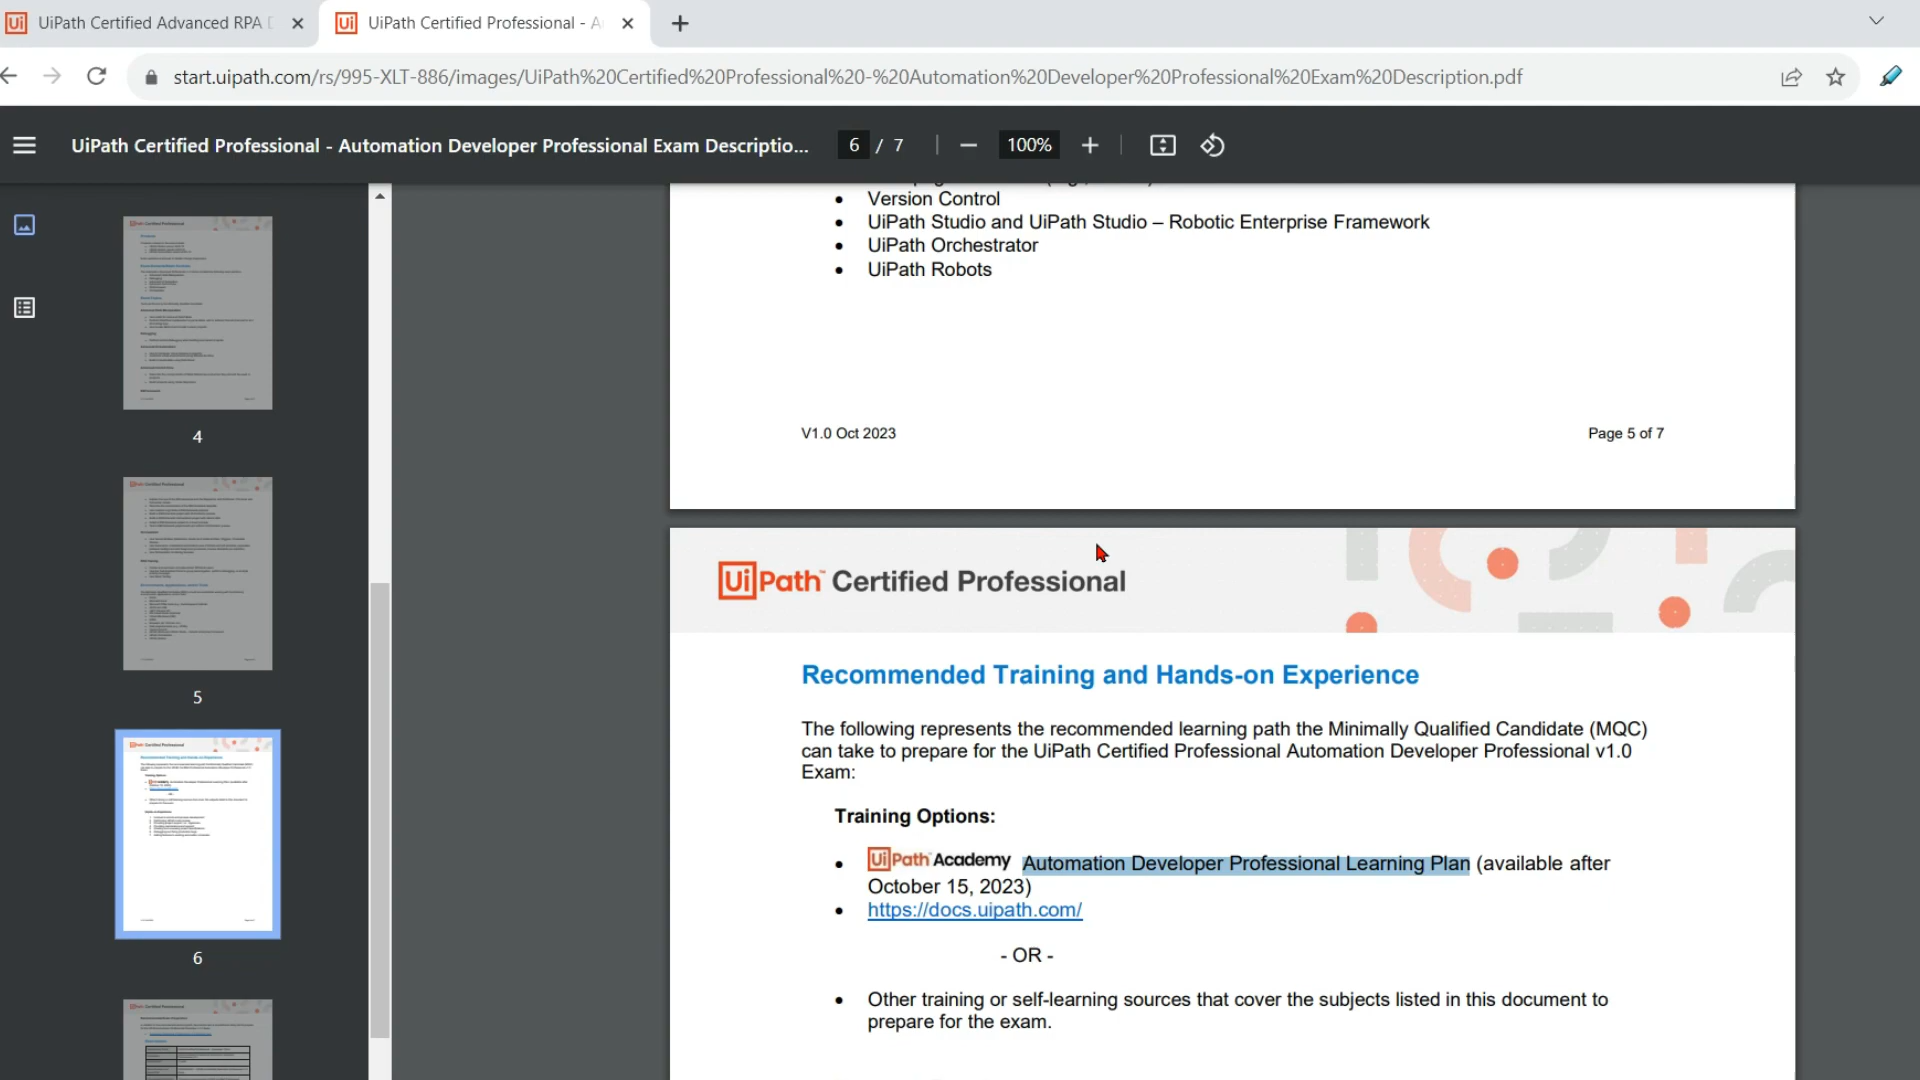 UiPath Certified Advanced RPA
UiPath Certified Professional - A
start.uipath.com/rs/995-XLT-886/images/UiPath%20Certified%20Professional%20-%20Automation%20Developer%20Professional%20Exam%20Description.pdf
UiPath Certified Professional - Automation Developer Professional Exam Descriptio... 6 / 7 100%
4
5
6
Version Control
UiPath Studio and UiPath Studio – Robotic Enterprise Framework
UiPath Orchestrator
UiPath Robots
V1.0 Oct 2023 Page 5 of 7
UiPath™ Certified Professional
Recommended Training and Hands-on Experience
The following represents the recommended learning path the Minimally Qualified Candidate (MQC)
can take to prepare for the UiPath Certified Professional Automation Developer Professional v1.0
Exam:
Training Options:
UiPath™ Academy Automation Developer Professional Learning Plan (available after
October 15, 2023)
https://docs.uipath.com/
- OR -
Other training or self-learning sources that cover the subjects listed in this document to
prepare for the exam.